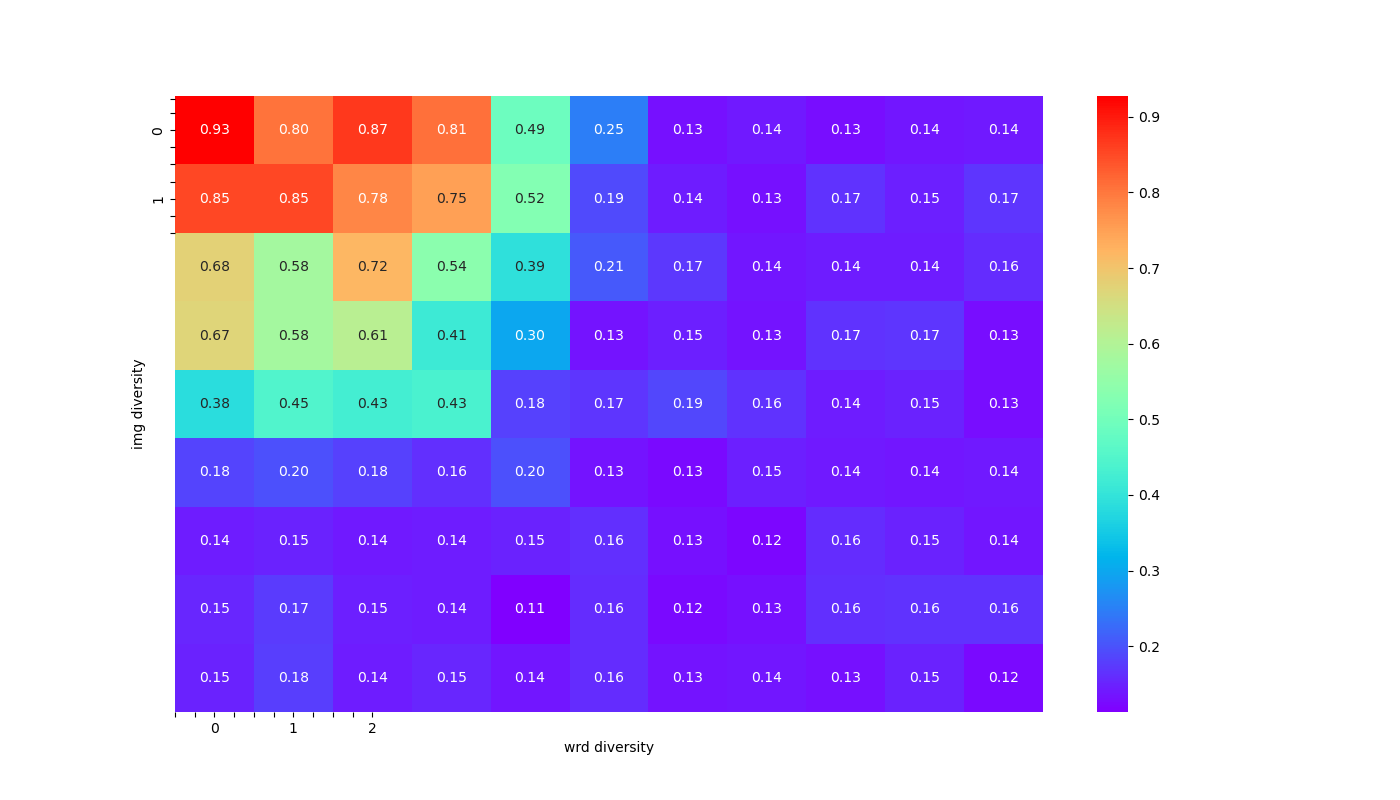 0 0.93 0.80 0.87 0.81 0.49 0.25 0.13 0.14 0.13 0.14 0.14
1 0.85 0.85 0.78 0.75 0.52 0.19 0.14 0.13 0.17 0.15 0.17
0.68 0.58 0.72 0.54 0.39 0.21 0.17 0.14 0.14 0.14 0.16
0.67 0.58 0.61 0.41 0.30 0.13 0.15 0.13 0.17 0.17 0.13
0.38 0.45 0.43 0.43 0.18 0.17 0.19 0.16 0.14 0.15 0.13
0.18 0.20 0.18 0.16 0.20 0.13 0.13 0.15 0.14 0.14 0.14
0.14 0.15 0.14 0.14 0.15 0.16 0.13 0.12 0.16 0.15 0.14
0.15 0.17 0.15 0.14 0.11 0.16 0.12 0.13 0.16 0.16 0.16
0.15 0.18 0.14 0.15 0.14 0.16 0.13 0.14 0.13 0.15 0.12
0 1 2
wrd diversity
img diversity
0.9
0.8
0.7
0.6
0.5
0.4
0.3
0.2